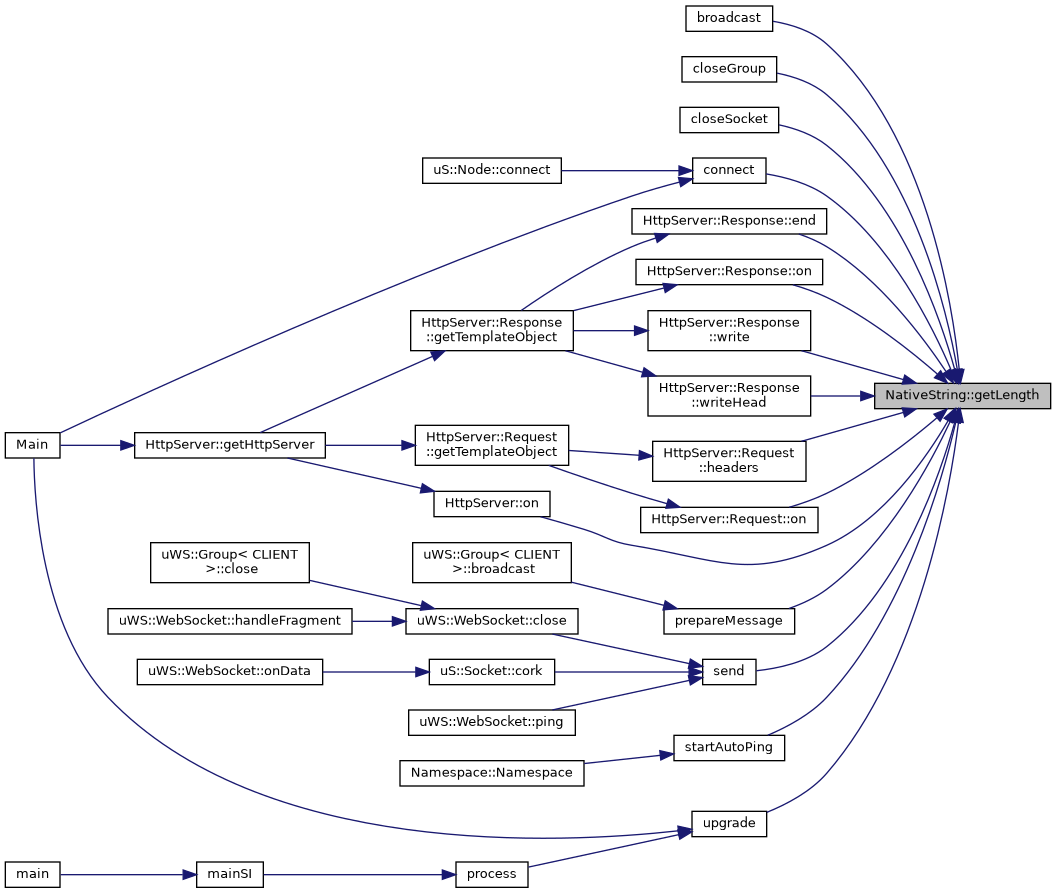 broadcast
closeGroup
closeSocket
uS::Node::connect
connect
HttpServer::Response::end
HttpServer::Response::on
HttpServer::Response
::getTemplateObject
HttpServer::Response
::write
HttpServer::Response
::writeHead
NativeString::getLength
Main
HttpServer::getHttpServer
HttpServer::Request
::getTemplateObject
HttpServer::Request
::headers
HttpServer::on
HttpServer::Request::on
uWS::Group< CLIENT
>::close
uWS::Group< CLIENT
>::broadcast
uWS::WebSocket::handleFragment
uWS::WebSocket::close
prepareMessage
uWS::WebSocket::onData
uS::Socket::cork
send
uWS::WebSocket::ping
startAutoPing
Namespace::Namespace
upgrade
main
mainSI
process